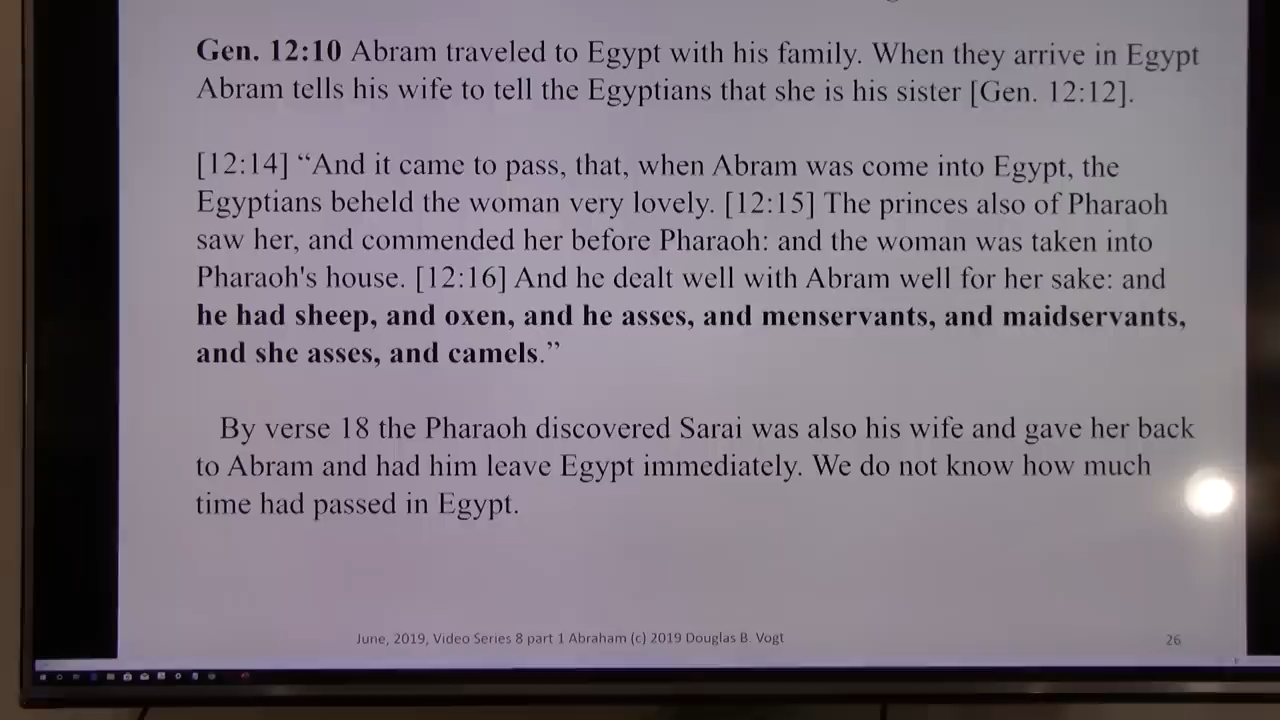 Gen. 12:10 Abram traveled to Egypt with his family. When they arrive in Egypt
Abram tells his wife to tell the Egyptians that she is his sister [Gen. 12:12].
[12:14] “And it came to pass, that, when Abram was come into Egypt, the
Egyptians beheld the woman very lovely. [12:15] The princes also of Pharaoh
saw her, and commended her before Pharaoh: and the woman was taken into
Pharaoh's house. [12:16] And he dealt well with Abram well for her sake: and
he had sheep, and oxen, and he asses, and menservants, and maidservants,
and she asses, and camels.”
By verse 18 the Pharaoh discovered Sarai was also his wife and gave her back
to Abram and had him leave Egypt immediately. We do not know how much
time had passed in Egypt.
June, 2019, Video Series 8 part 1 Abraham (c) 2019 Douglas B. Vogt
26